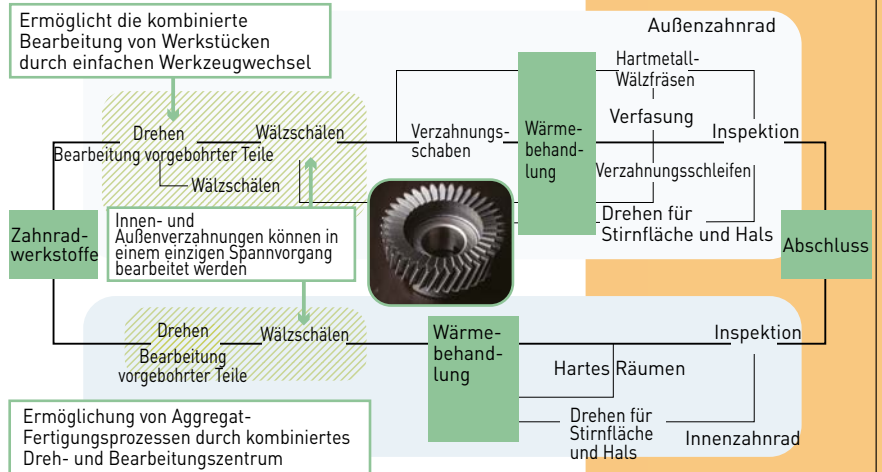 Ermöglicht die kombinierte
Bearbeitung von Werkstücken
durch einfachen Werkzeugwechsel
Außenzahnrad
Drehen
Bearbeitung vorgebohrter Teile
Wälzschälen
Wälzschälen
Verzahnungs-
schaben
Wärme-
behand-
lung
Hartmetall-
Wälzfräsen
Verfasung
Verzahnungsschleifen
Drehen für
Stirnfläche und Hals
Inspektion
Zahnrad-
werkstoffe
Innen- und
Außenverzahnungen können in
einem einzigen Spannvorgang
bearbeitet werden
Abschluss
Drehen
Bearbeitung
vorgebohrter Teile
Wälzschälen
Wärme-
behand-
lung
Hartes Räumen
Drehen für
Stirnfläche
und Hals
Inspektion
Innenzahnrad
Ermöglichung von Aggregat-
Fertigungsprozessen durch kombiniertes
Dreh- und Bearbeitungszentrum